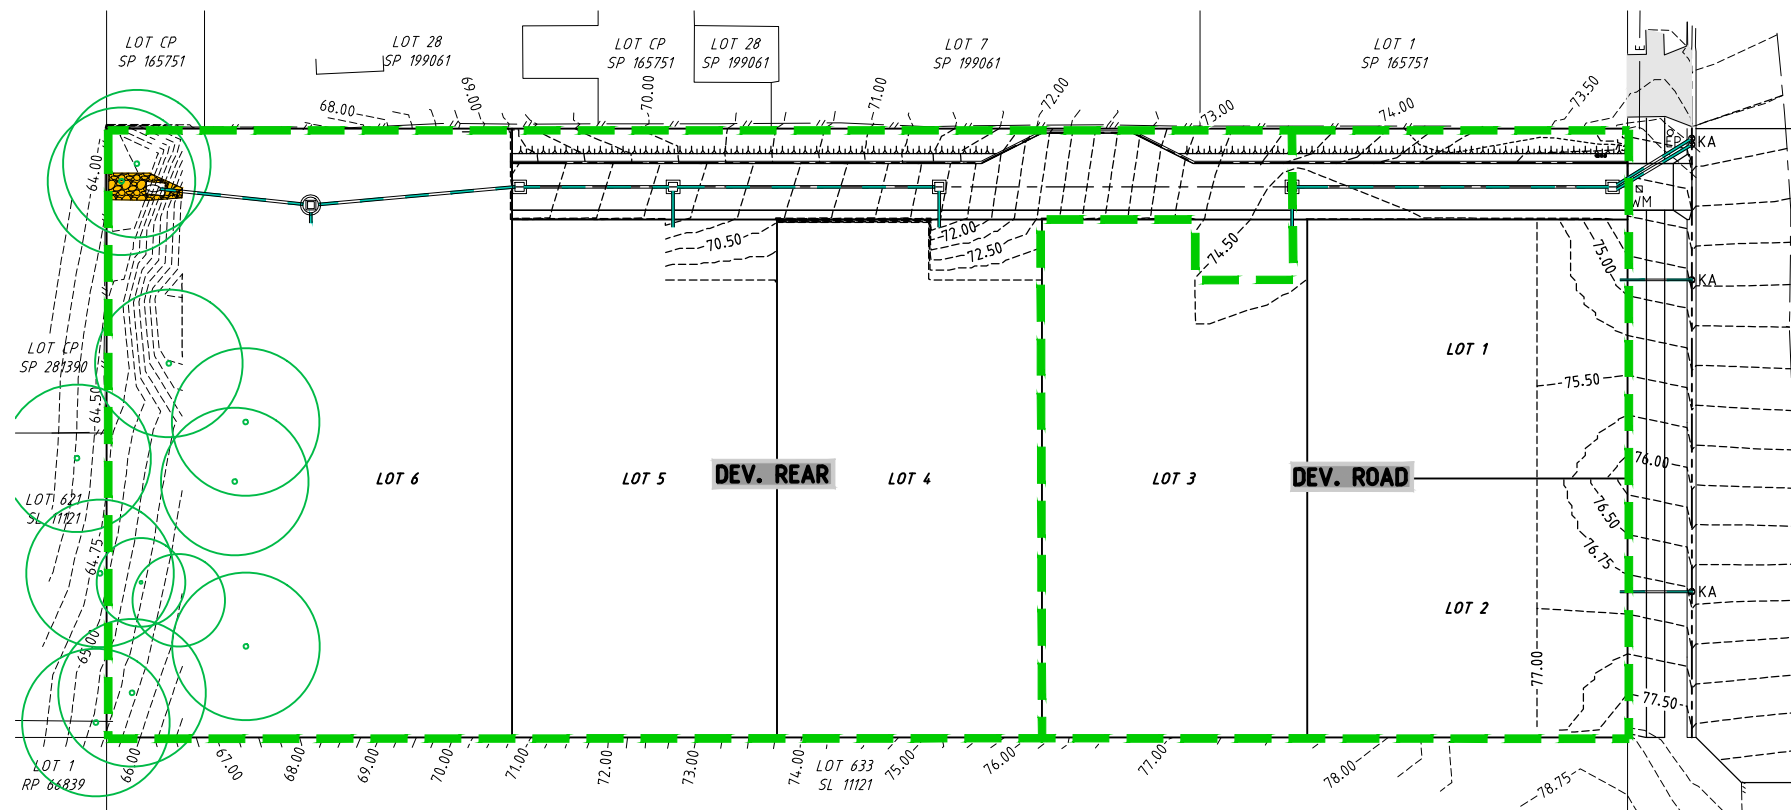 LOT CP
SP 165751
LOT 28
SP 199061
LOT CP
SP 165751
LOT 28
SP 199061
LOT 7
SP 199061
LOT 1
SP 165751
E
68.00
69.00
70.00
71.00
72.00
73.00
74.00
73.50
KA
64.00
WM
70.50
72.00
72.50
74.50
75.00
KA
LOT CP
SP 281390
LOT 1
75.50
64.50
LOT 6
LOT 5
DEV. REAR
LOT 4
LOT 3
DEV. ROAD
76.00
LOT 621
SL 11121
76.50
76.75
64.75
KA
LOT 2
65.00
77.00
77.50
LOT 1
RP 66839
66.00
67.00
68.00
69.00
70.00
71.00
72.00
73.00
74.00
LOT 633
SL 11121
75.00
76.00
77.00
78.00
78.75